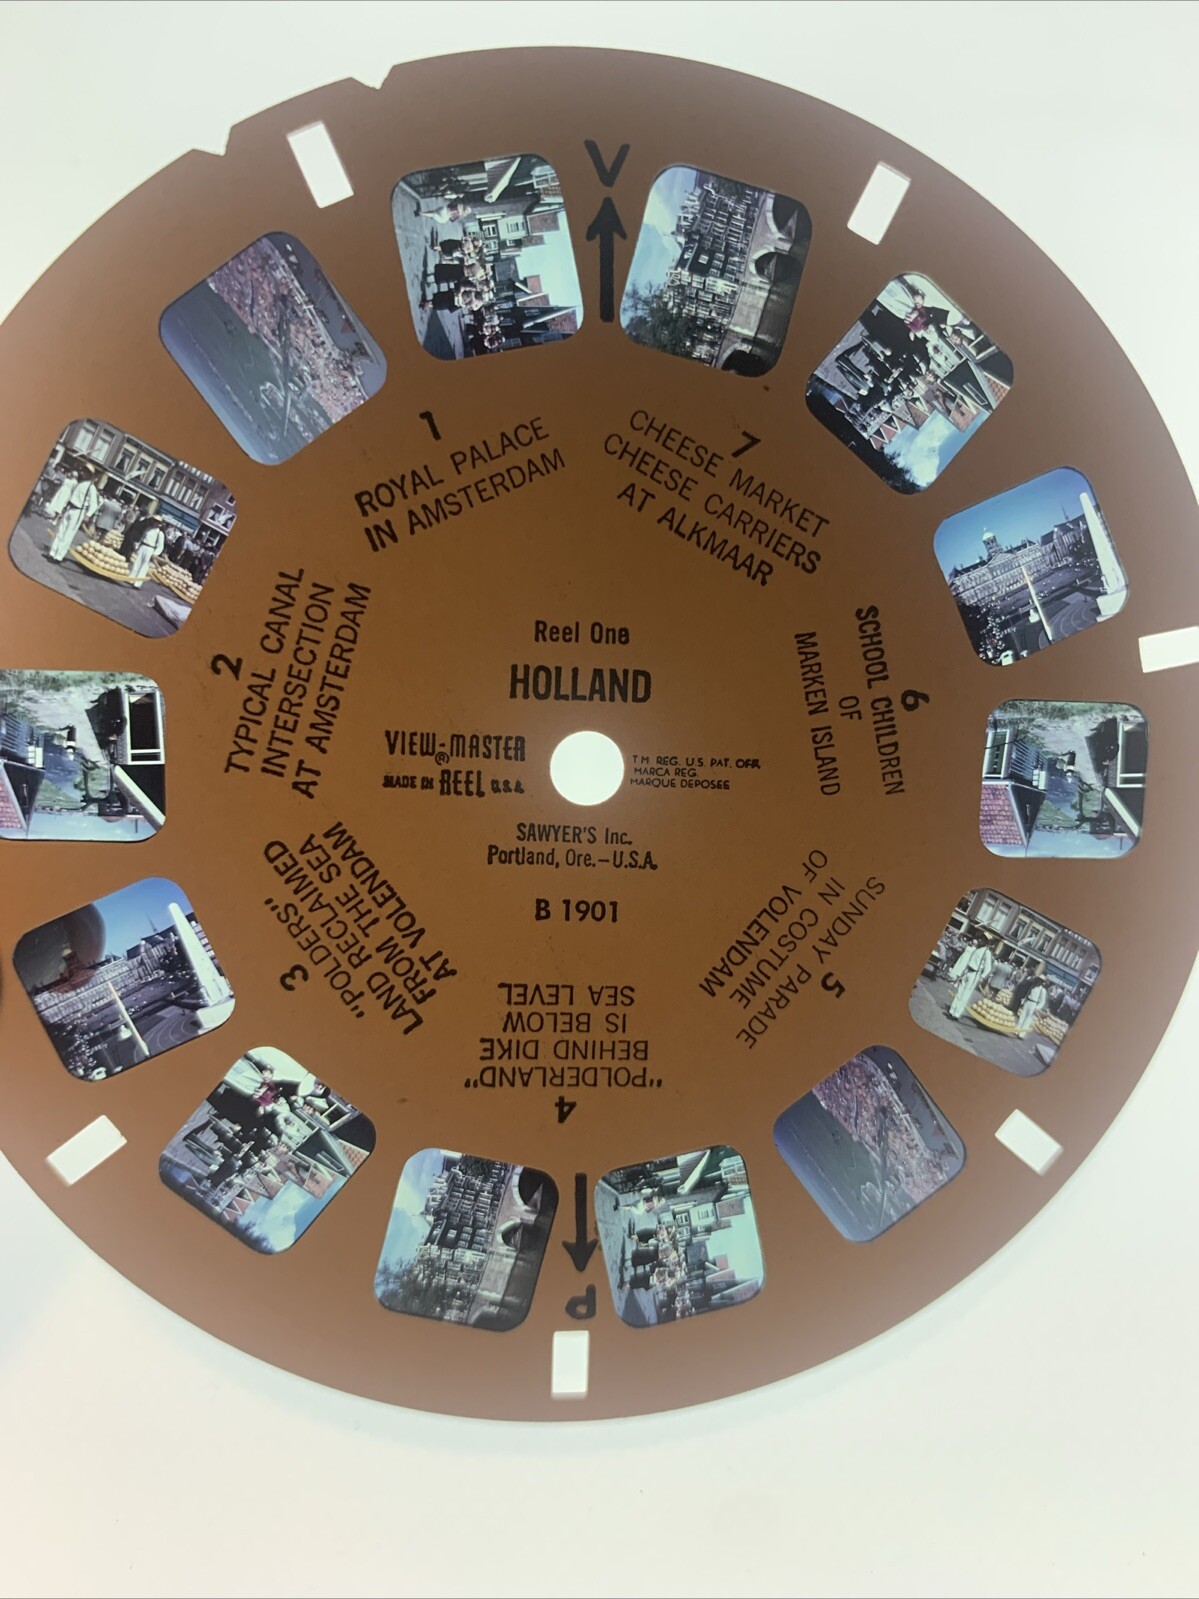 V
1
ROYAL PALACE
IN AMSTERDAM
2
TYPICAL CANAL
INTERSECTION
AT AMSTERDAM
3
"POLDERS"
LAND RECLAIMED
FROM THE SEA
AT VOLENDAM
4
"POLDERLAND"
BEHIND DIKE
IS BELOW
SEA LEVEL
5
SUNDAY PARADE
IN COSTUME
OF VOLENDAM
6
SCHOOL CHILDREN
OF
MARKEN ISLAND
7
CHEESE MARKET
CHEESE CARRIERS
AT ALKMAAR
Reel One
HOLLAND
VIEW-MASTER
®
MADE IN REEL U.S.A.
T M. REG. U.S. PAT. OFF.
MARCA REG.
MARQUE DEPOSEE
SAWYER'S Inc.
Portland, Ore.-U.S.A.
B 1901
P